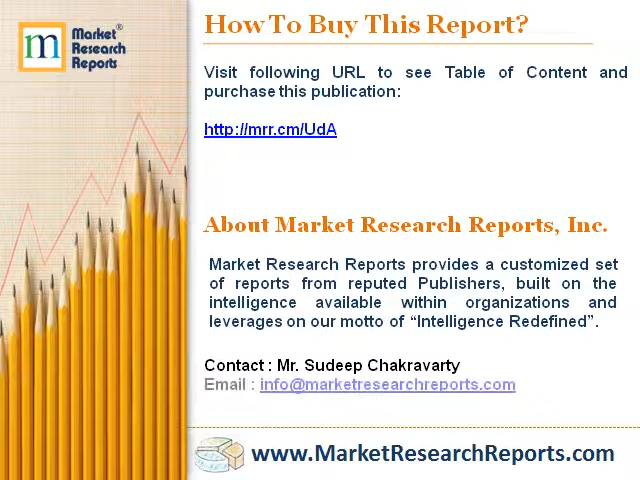 m
Market®
Research
Reports
How To Buy This Report?
Visit following URL to see Table of Content and
purchase this publication:
http://mrr.cm/UdA
About Market Research Reports, Inc.
Market Research Reports provides a customized set
of reports from reputed Publishers, built on the
intelligence available within organizations and
leverages on our motto of “Intelligence Redefined”.
Contact : Mr. Sudeep Chakravarty
Email : info@marketresearchreports.com
www.MarketResearchReports.com